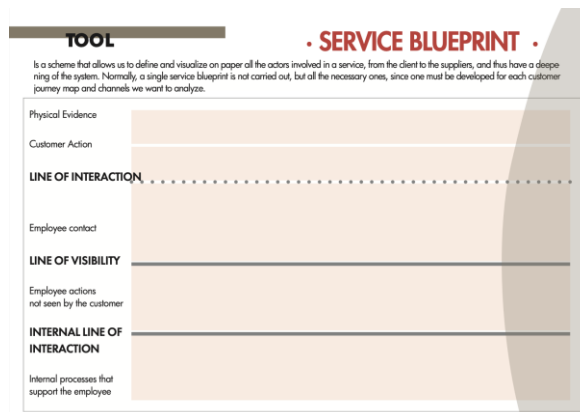 TOOL
· SERVICE BLUEPRINT ·
Is a scheme that allows us to define and visualize on paper all the actors involved in a service, from the client to the suppliers, and thus have a deepe
ning of the system. Normally, a single service blueprint is not carried out, but all the necessary ones, since one must be developed for each customer
journey map and channels we want to analyze.
Physical Evidence
Customer Action
LINE OF INTERACTION
Employee contact
LINE OF VISIBILITY
Employee actions
not seen by the customer
INTERNAL LINE OF
INTERACTION
Internal processes that
support the employee